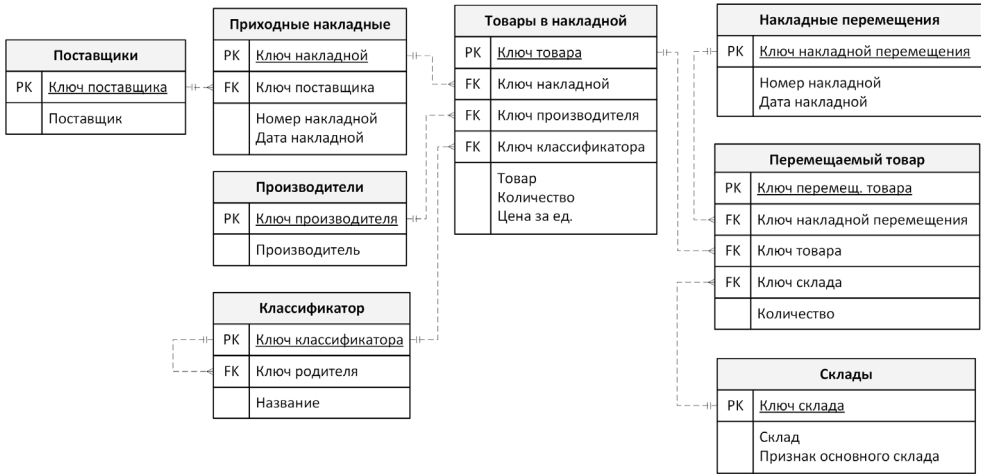 Поставщики
PK Ключ поставщика
Поставщик
Приходные накладные
PK Ключ накладной
FK Ключ поставщика
Номер накладной
Дата накладной
Производители
PK Ключ производителя
Производитель
Классификатор
PK Ключ классификатора
FK Ключ родителя
Название
Товары в накладной
PK Ключ товара
FK Ключ накладной
FK Ключ производителя
FK Ключ классификатора
Товар
Количество
Цена за ед.
Накладные перемещения
PK Ключ накладной перемещения
Номер накладной
Дата накладной
Перемещаемый товар
PK Ключ перемещ. товара
FK Ключ накладной перемещения
FK Ключ товара
FK Ключ склада
Количество
Склады
PK Ключ склада
Склад
Признак основного склада